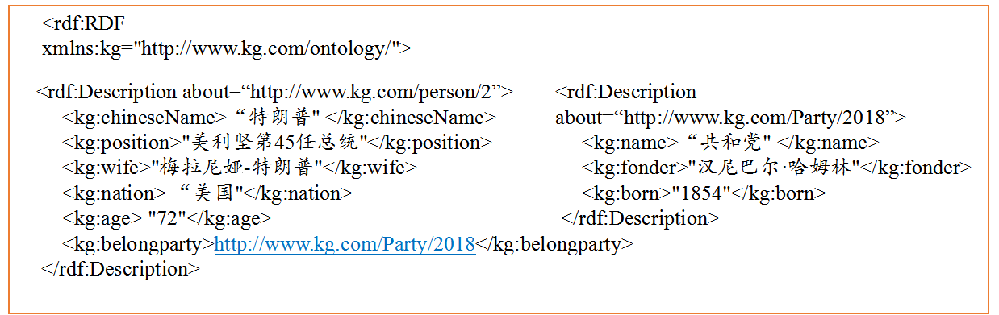 <rdf:RDF
xmlns:kg="http://www.kg.com/ontology/">
<rdf:Description about=“http://www.kg.com/person/2”>
<kg:chineseName>“特朗普" </kg:chineseName>
<kg:position>"美利坚第45任总统"</kg:position>
<kg:wife>"梅拉尼娅-特朗普"</kg:wife>
<kg:nation> “美国"</kg:nation>
<kg:age> "72"</kg:age>
<kg:belongparty>http://www.kg.com/Party/2018</kg:belongparty>
</rdf:Description>
<rdf:Description
about=“http://www.kg.com/Party/2018”>
<kg:name>“共和党" </kg:name>
<kg:fonder>"汉尼巴尔·哈姆林"</kg:fonder>
<kg:born>"1854"</kg:born>
</rdf:Description>